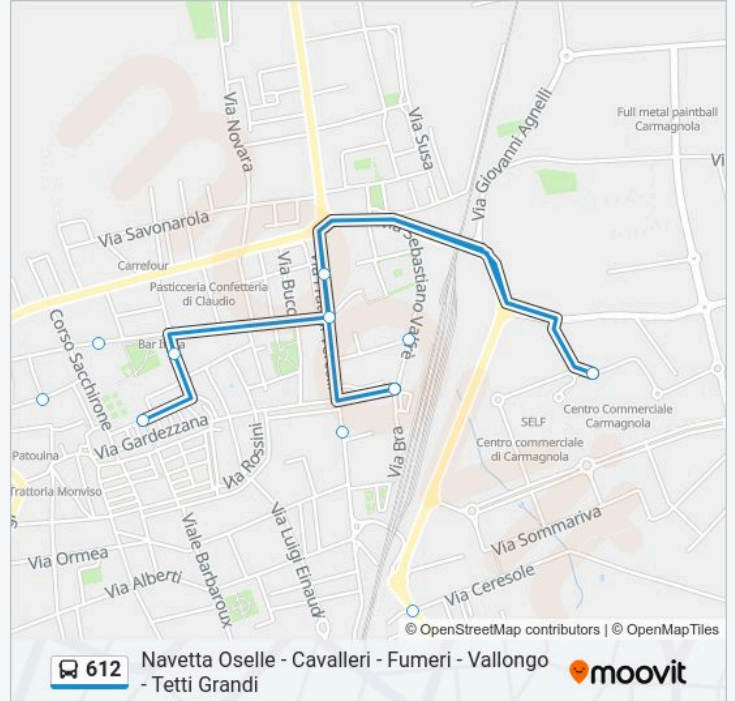 Via Novara
Via Susa
Via Giovanni Agnelli
Full metal paintball
Carmagnola
Vi
Via Savonarola
Via Sebastiano Valfrè
Carrefour
Pasticceria Confetteria
di Claudio
Via Bucc
Corso Sacchirone
Centro Commerciale
Carmagnola
SELF
Centro commerciale
di Carmagnola
Via Gardezzana
Via Rossini
Via Bra
Patouina
Trattoria Monviso
Via Luigi Einaudi
Viale Barbaroux
Via Sommariva
Via Ormea
Via Alberti
Via Ceresole
© OpenStreetMap contributors | © OpenMapTiles
612
Navetta Oselle - Cavalleri - Fumeri - Vallongo
- Tetti Grandi
moovit